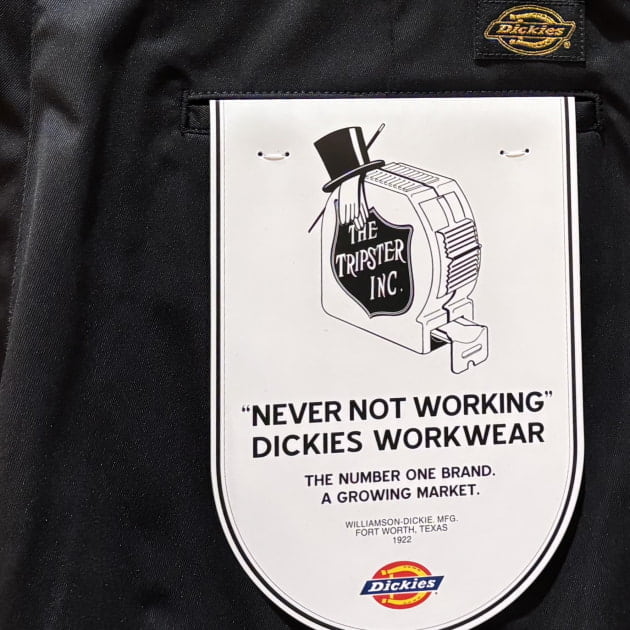 Dickies
THE
TRIPSTER
INC.
"NEVER NOT WORKING"
DICKIES WORKWEAR
THE NUMBER ONE BRAND.
A GROWING MARKET.
WILLIAMSON-DICKIE. MFG.
FORT WORTH, TEXAS
1922
Dickies